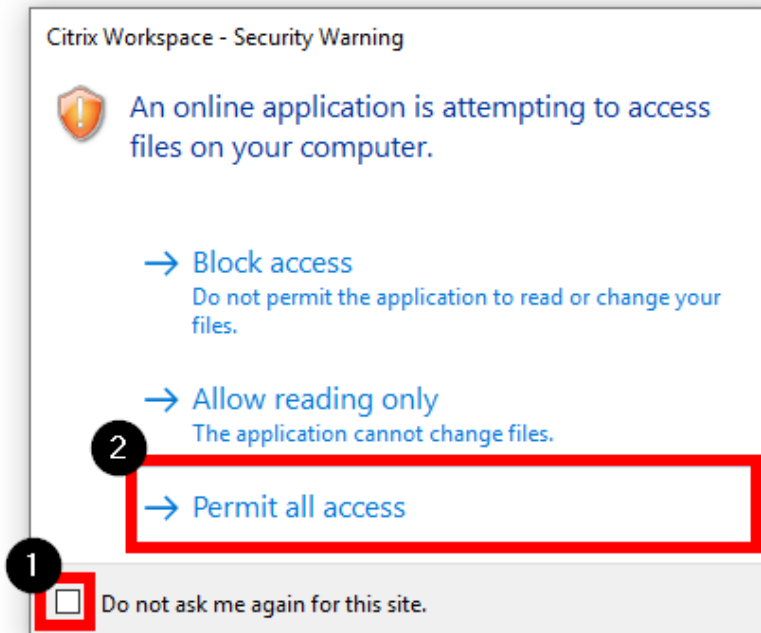 Citrix Workspace - Security Warning
An online application is attempting to access
files on your computer.
Block access
Do not permit the application to read or change your
files.
Allow reading only
The application cannot change files.
2
Permit all access
1
Do not ask me again for this site.